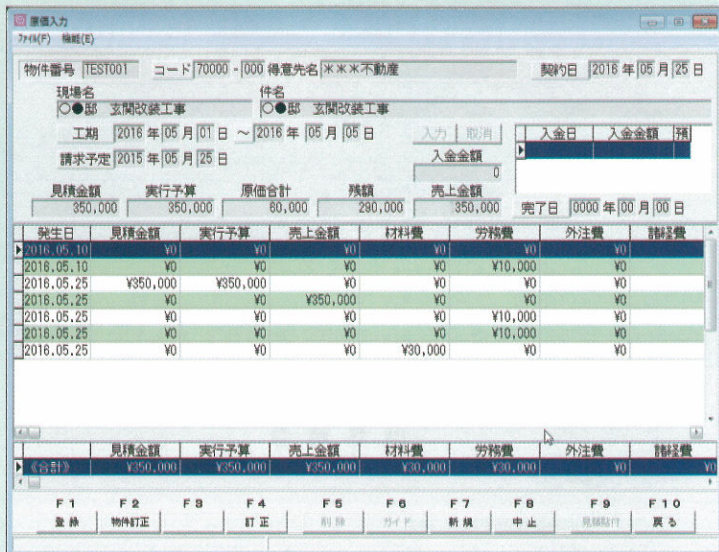 原価入力
ファイル(F) 機能(E)
物件番号 TEST001 コード 70000 - 000 得意先名 ＊＊＊不動産 契約日 2016 年 05 月 25 日
現場名 件名
○●邸 玄関改装工事 ○●邸 玄関改装工事
工期 2016 年 05 月 01 日 ～ 2016 年 05 月 05 日 入力 取消 入金日 入金金額 預
請求予定 2015 年 05 月 25 日 入金金額
0
見積金額 実行予算 原価合計 残額 売上金額
350,000 350,000 60,000 290,000 350,000 完了日 0000 年 00 月 00 日
発生日 見積金額 実行予算 売上金額 材料費 労務費 外注費 諸経費
2016.05.10 ¥0 ¥0 ¥0 ¥0 ¥0 ¥0
2016.05.10 ¥0 ¥0 ¥0 ¥0 ¥10,000 ¥0
2016.05.25 ¥350,000 ¥350,000 ¥0 ¥0 ¥0 ¥0
2016.05.25 ¥0 ¥0 ¥350,000 ¥0 ¥0 ¥0
2016.05.25 ¥0 ¥0 ¥0 ¥0 ¥10,000 ¥0
2016.05.25 ¥0 ¥0 ¥0 ¥0 ¥10,000 ¥0
2016.05.25 ¥0 ¥0 ¥0 ¥30,000 ¥0 ¥0
見積金額 実行予算 売上金額 材料費 労務費 外注費 諸経費
《合計》 ¥350,000 ¥350,000 ¥350,000 ¥30,000 ¥30,000 ¥0 ¥0
F1 F2 F3 F4 F5 F6 F7 F8 F9 F10
登録 物件訂正 訂正 削除 ガイド 新規 中止 見積貼付 戻る